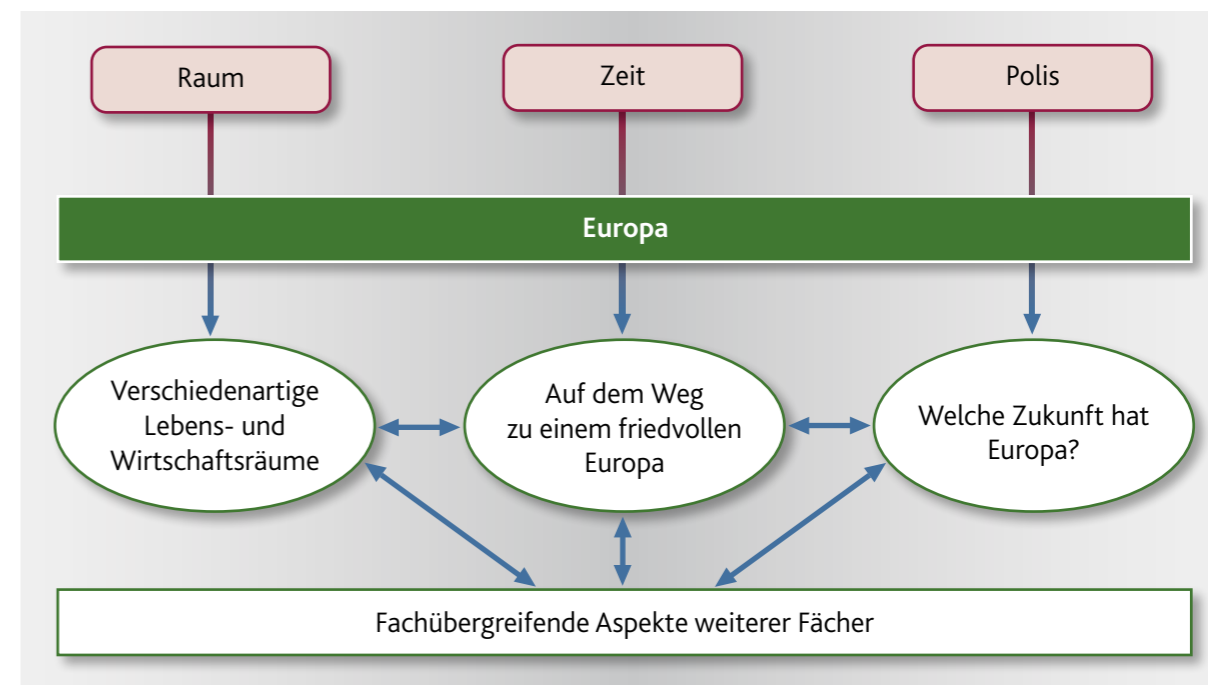 Raum
Zeit
Polis
Europa
Verschiedenartige
Lebens- und
Wirtschaftsräume
Auf dem Weg
zu einem friedvollen
Europa
Welche Zukunft hat
Europa?
Fachübergreifende Aspekte weiterer Fächer